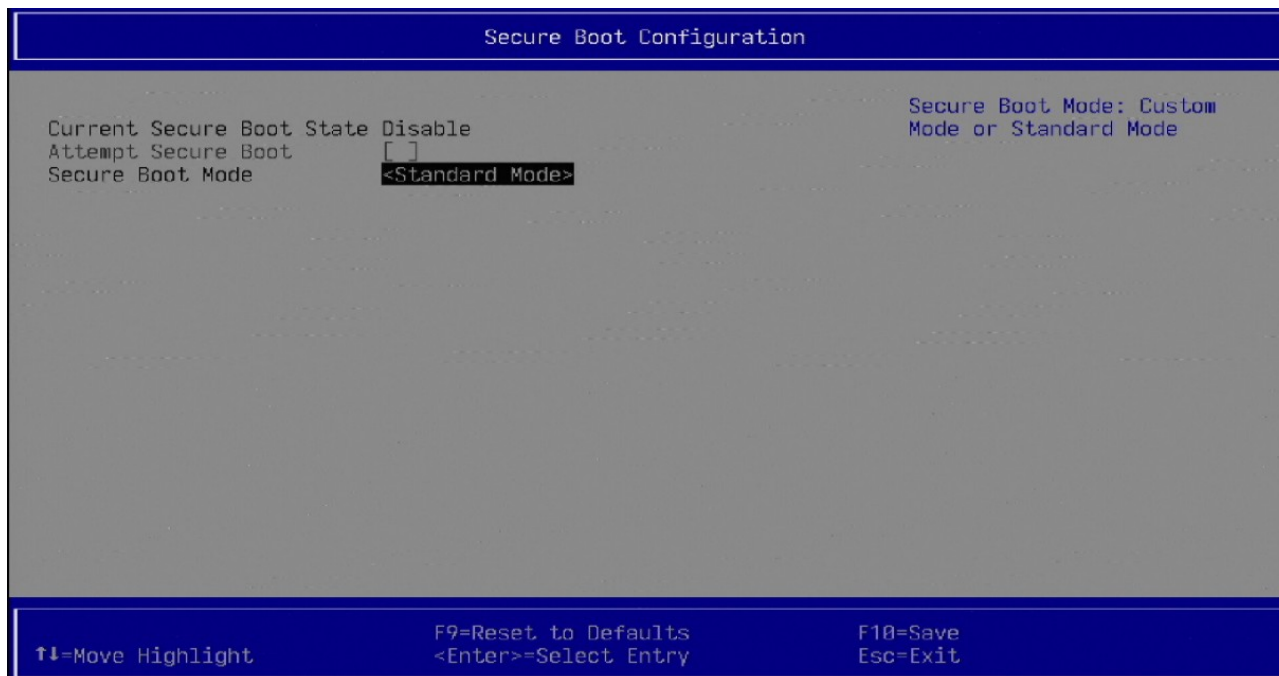 Secure Boot Configuration
Secure Boot Mode: Custom
Mode or Standard Mode
Current Secure Boot State Disable
Attempt Secure Boot [ ]
Secure Boot Mode <Standard Mode>
F9=Reset to Defaults F10=Save
↑↓=Move Highlight <Enter>=Select Entry Esc=Exit